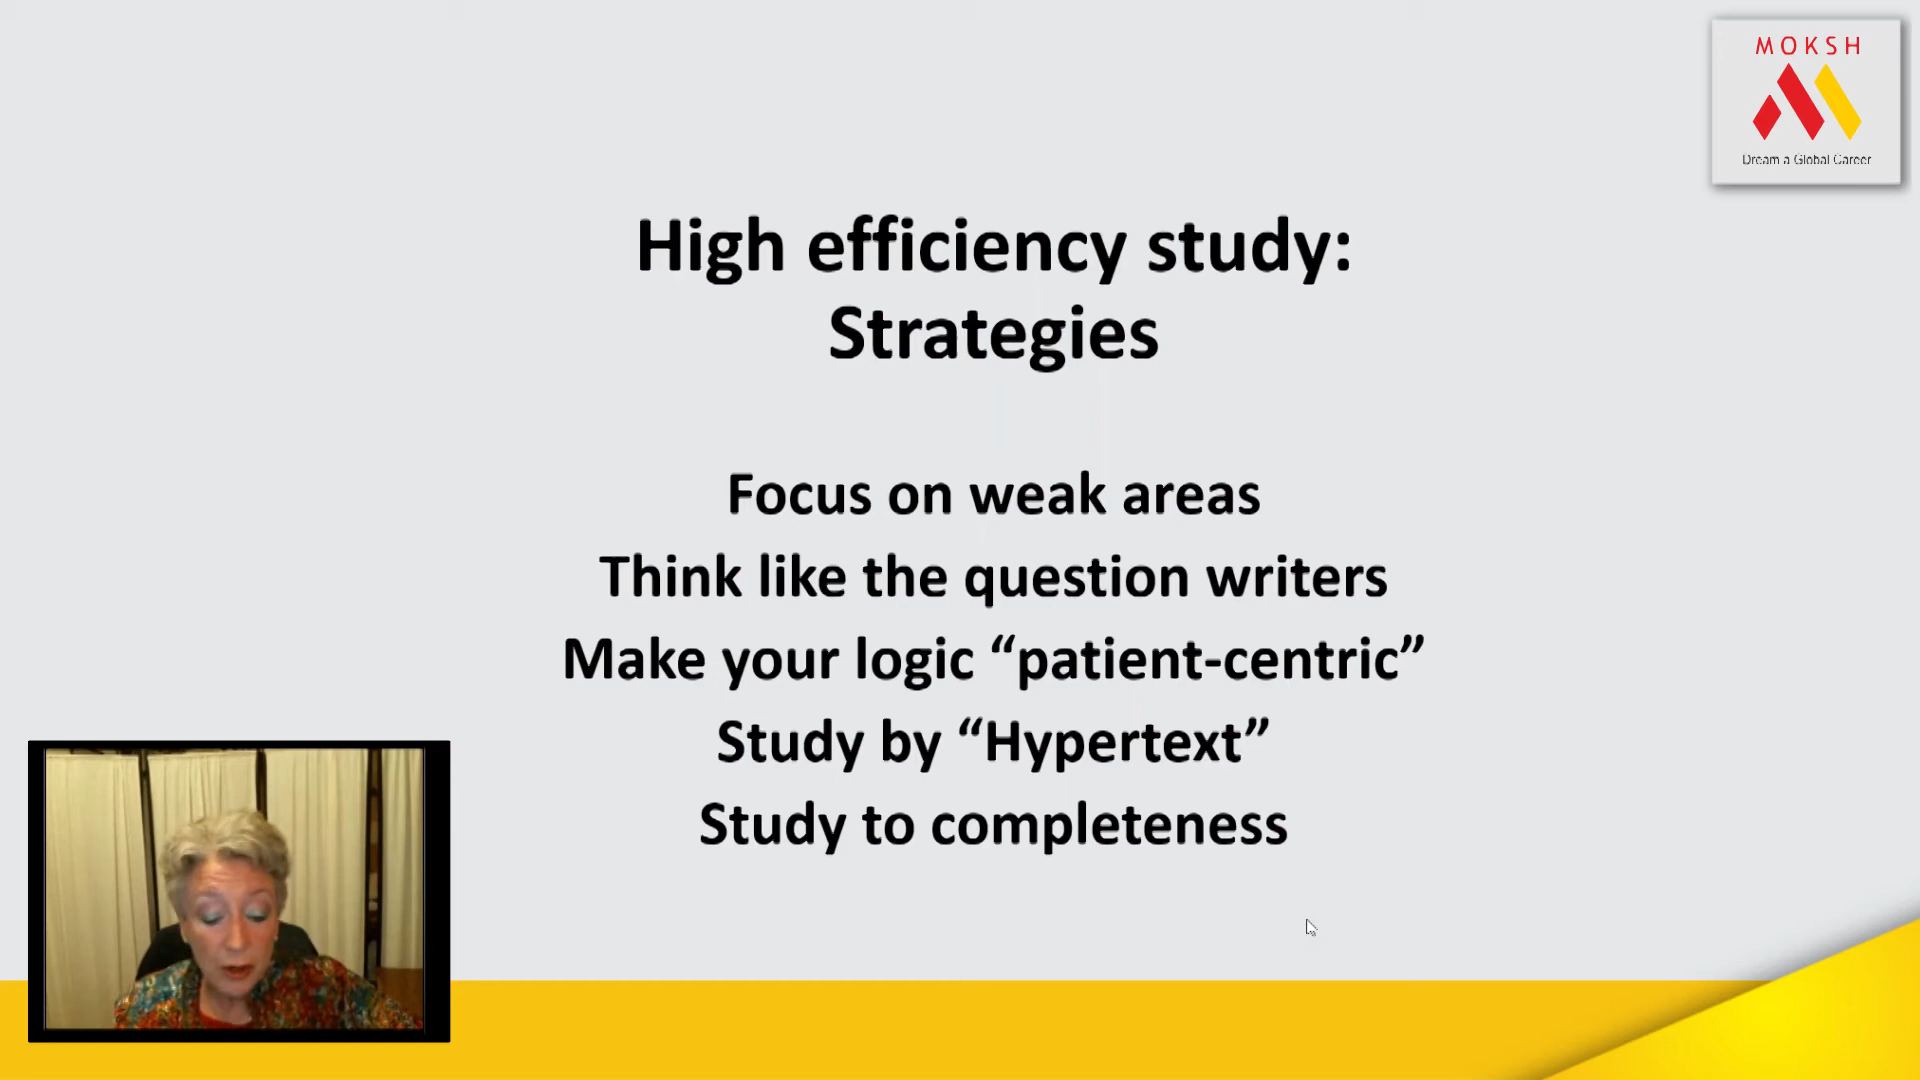 MOKSH
Dream a Global Career
High efficiency study:
Strategies
Focus on weak areas
Think like the question writers
Make your logic “patient-centric”
Study by “Hypertext”
Study to completeness